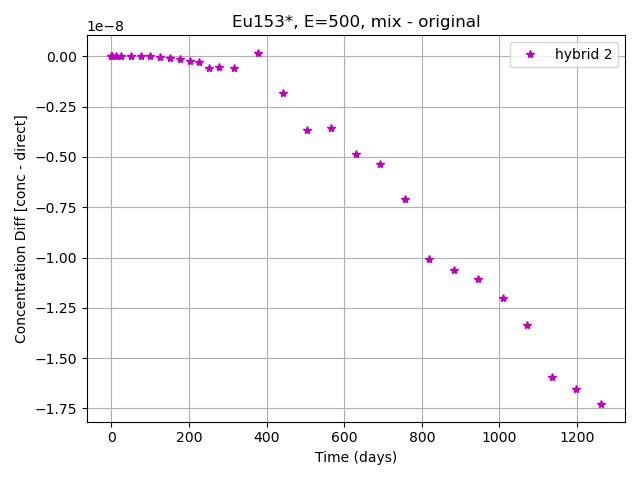 Eu153*, E=500, mix - original
1e−8
hybrid 2
0.00
−0.25
−0.50
−0.75
−1.00
−1.25
−1.50
−1.75
Concentration Diff [conc - direct]
0 200 400 600 800 1000 1200
Time (days)